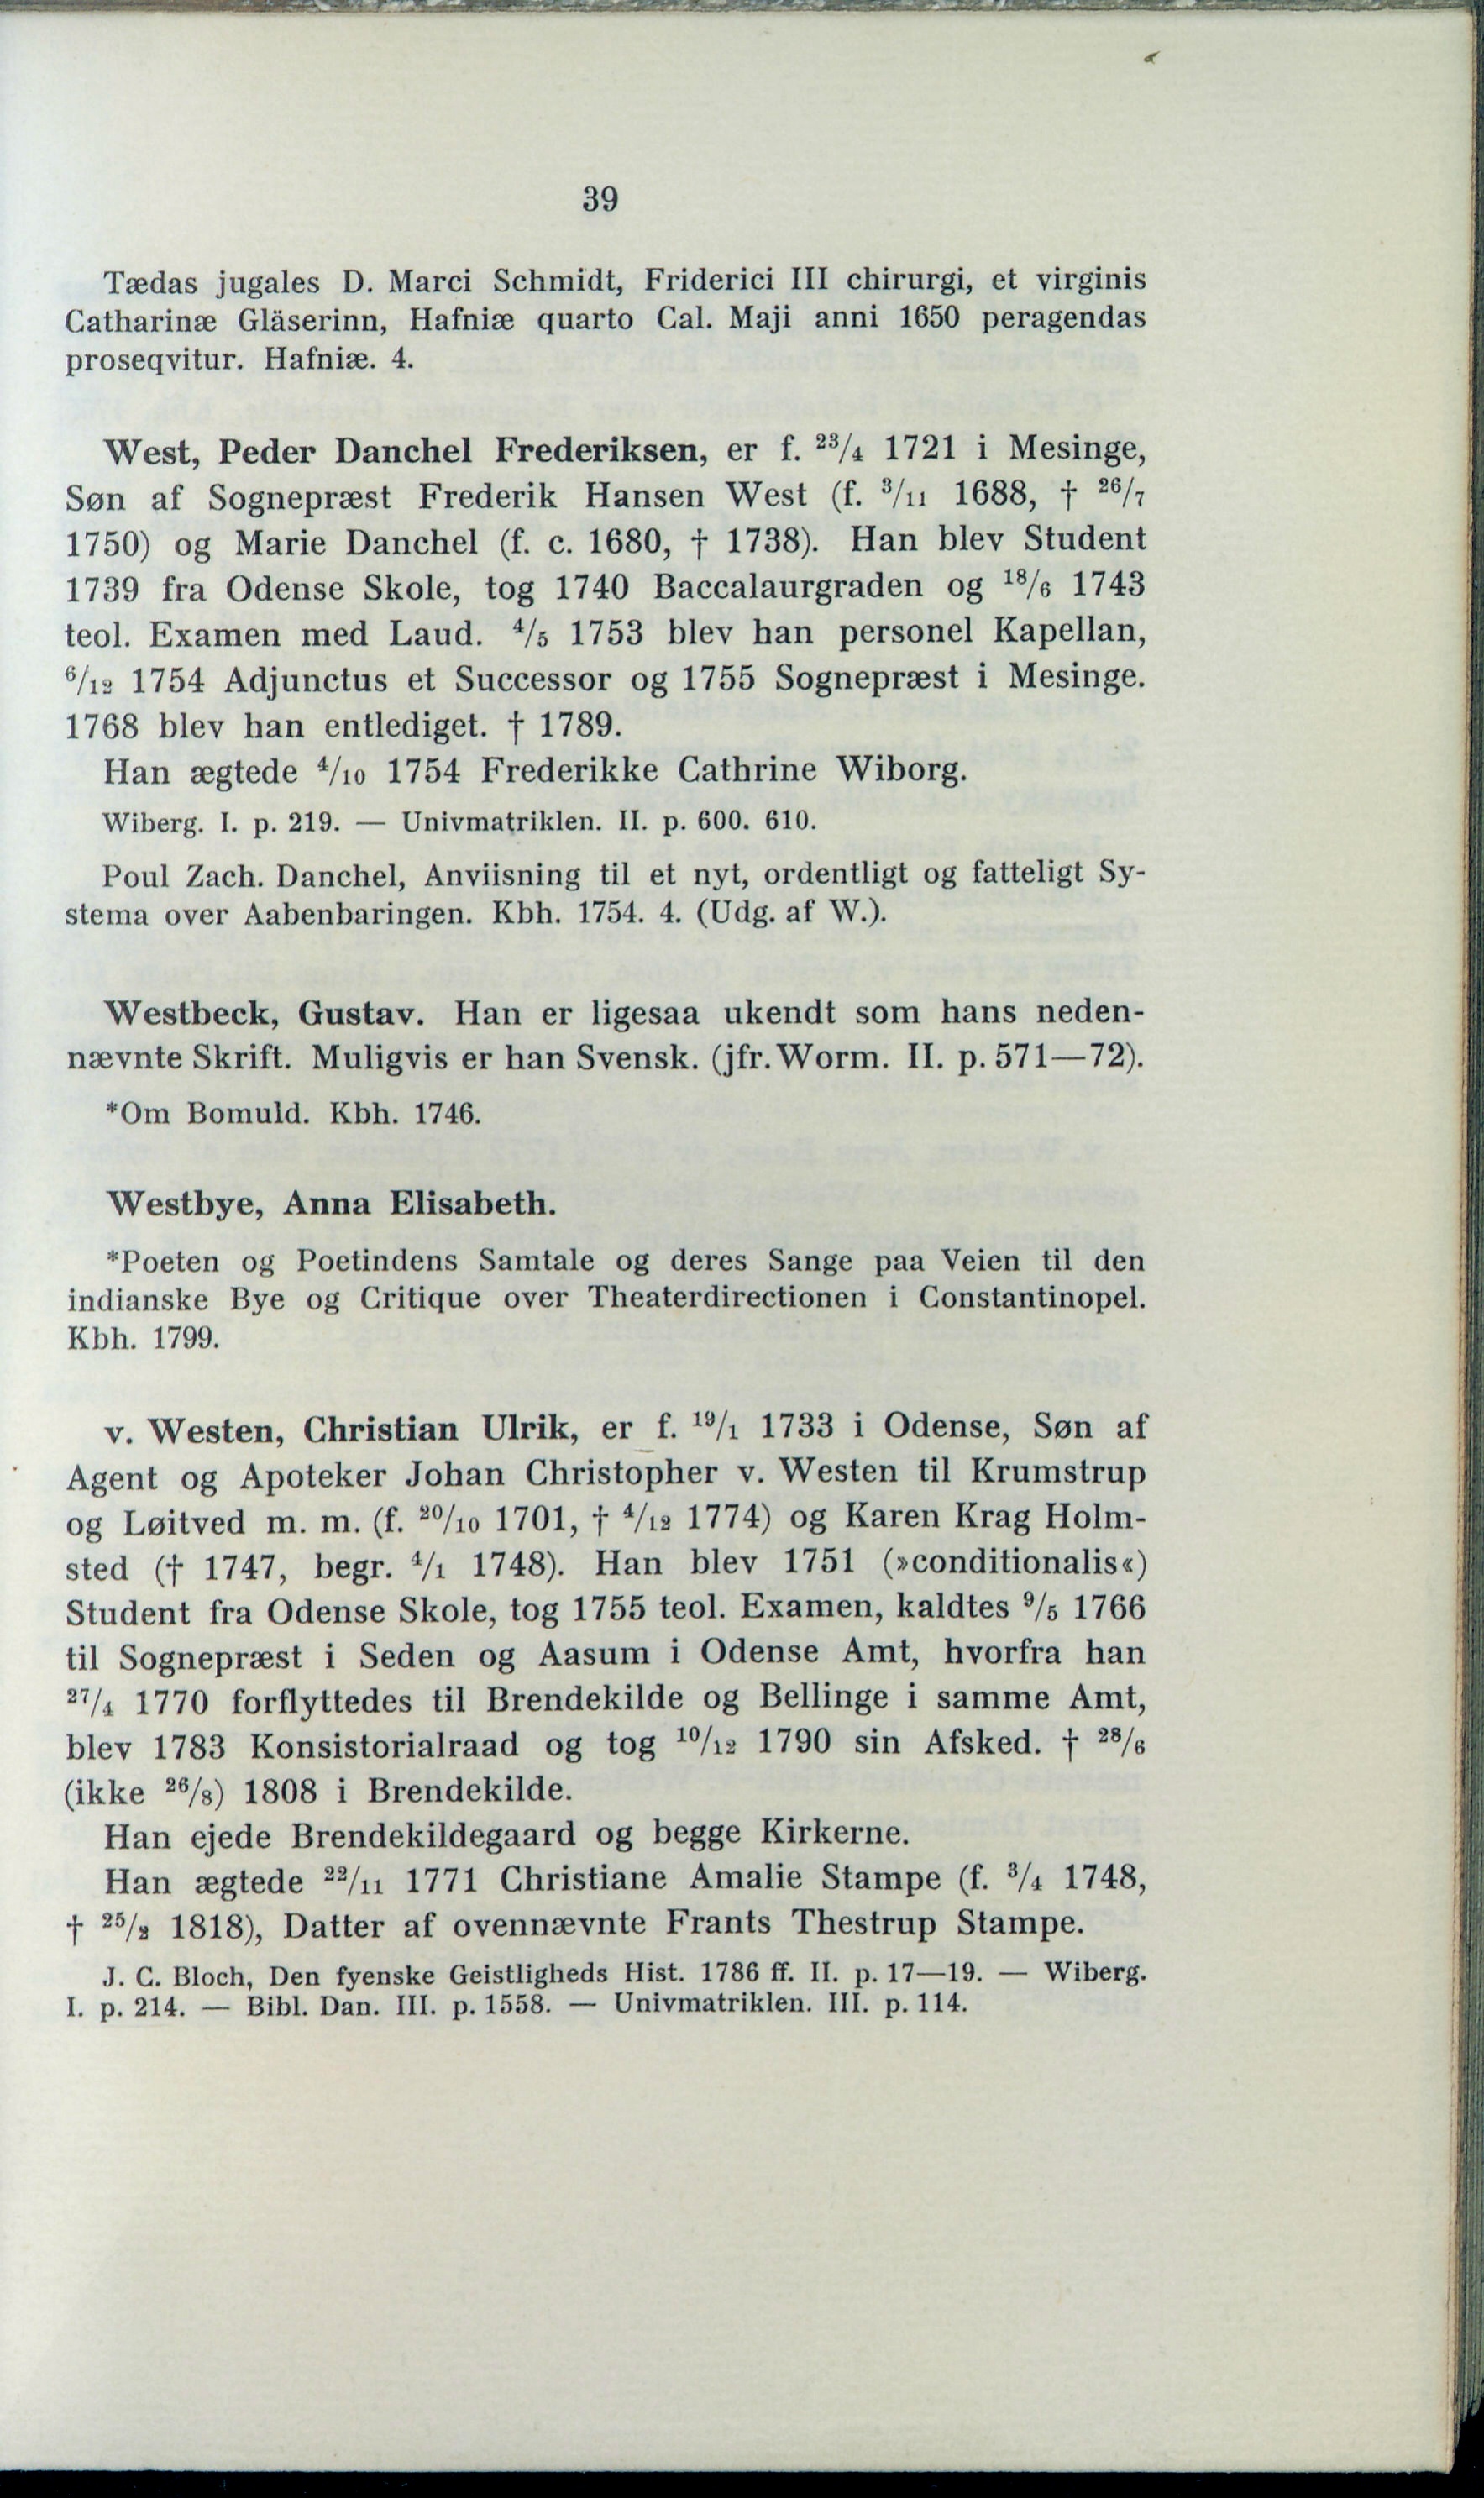 39
Tædas jugales D. Marci Schmidt, Friderici III chirurgi, et virginis
Catharinæ Gläserinn, Hafniæ quarto Cal. Maji anni 1650 peragendas
proseqvitur. Hafniæ. 4.
West, Peder Danchel Frederiksen, er f. 23/4 1721 i Mesinge,
Søn af Sognepræst Frederik Hansen West (f. 3/11 1688, † 26/7
1750) og Marie Danchel (f. c. 1680, † 1738). Han blev Student
1739 fra Odense Skole, tog 1740 Baccalaurgraden og 18/6 1743
teol. Examen med Laud. 4/5 1753 blev han personel Kapellan,
6/12 1754 Adjunctus et Successor og 1755 Sognepræst i Mesinge.
1768 blev han entlediget. † 1789.
Han ægtede 4/10 1754 Frederikke Cathrine Wiborg.
Wiberg. I. p. 219. — Univmatriklen. II. p. 600. 610.
Poul Zach. Danchel, Anviisning til et nyt, ordentligt og fatteligt Sy-
stema over Aabenbaringen. Kbh. 1754. 4. (Udg. af W.).
Westbeck, Gustav. Han er ligesaa ukendt som hans neden-
nævnte Skrift. Muligvis er han Svensk. (jfr. Worm. II. p. 571—72).
*Om Bomuld. Kbh. 1746.
Westbye, Anna Elisabeth.
*Poeten og Poetindens Samtale og deres Sange paa Veien til den
indianske Bye og Critique over Theaterdirectionen i Constantinopel.
Kbh. 1799.
v. Westen, Christian Ulrik, er f. 19/1 1733 i Odense, Søn af
Agent og Apoteker Johan Christopher v. Westen til Krumstrup
og Løitved m. m. (f. 20/10 1701, † 4/12 1774) og Karen Krag Holm-
sted († 1747, begr. 4/1 1748). Han blev 1751 (»conditionalis«)
Student fra Odense Skole, tog 1755 teol. Examen, kaldtes 9/5 1766
til Sognepræst i Seden og Aasum i Odense Amt, hvorfra han
27/4 1770 forflyttedes til Brendekilde og Bellinge i samme Amt,
blev 1783 Konsistorialraad og tog 10/12 1790 sin Afsked. † 28/6
(ikke 26/8) 1808 i Brendekilde.
Han ejede Brendekildegaard og begge Kirkerne.
Han ægtede 22/11 1771 Christiane Amalie Stampe (f. 3/4 1748,
† 25/2 1818), Datter af ovennævnte Frants Thestrup Stampe.
J. C. Bloch, Den fyenske Geistligheds Hist. 1786 ff. II. p. 17—19. — Wiberg.
I. p. 214. — Bibl. Dan. III. p. 1558. — Univmatriklen. III. p. 114.